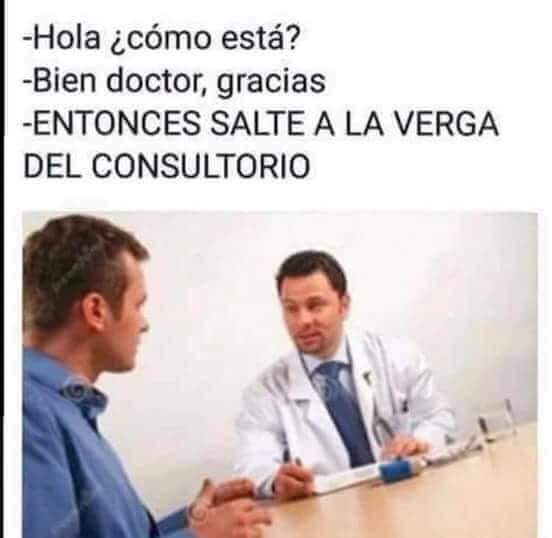 -Hola ¿cómo está?
-Bien doctor, gracias
-ENTONCES SALTE A LA VERGA
DEL CONSULTORIO